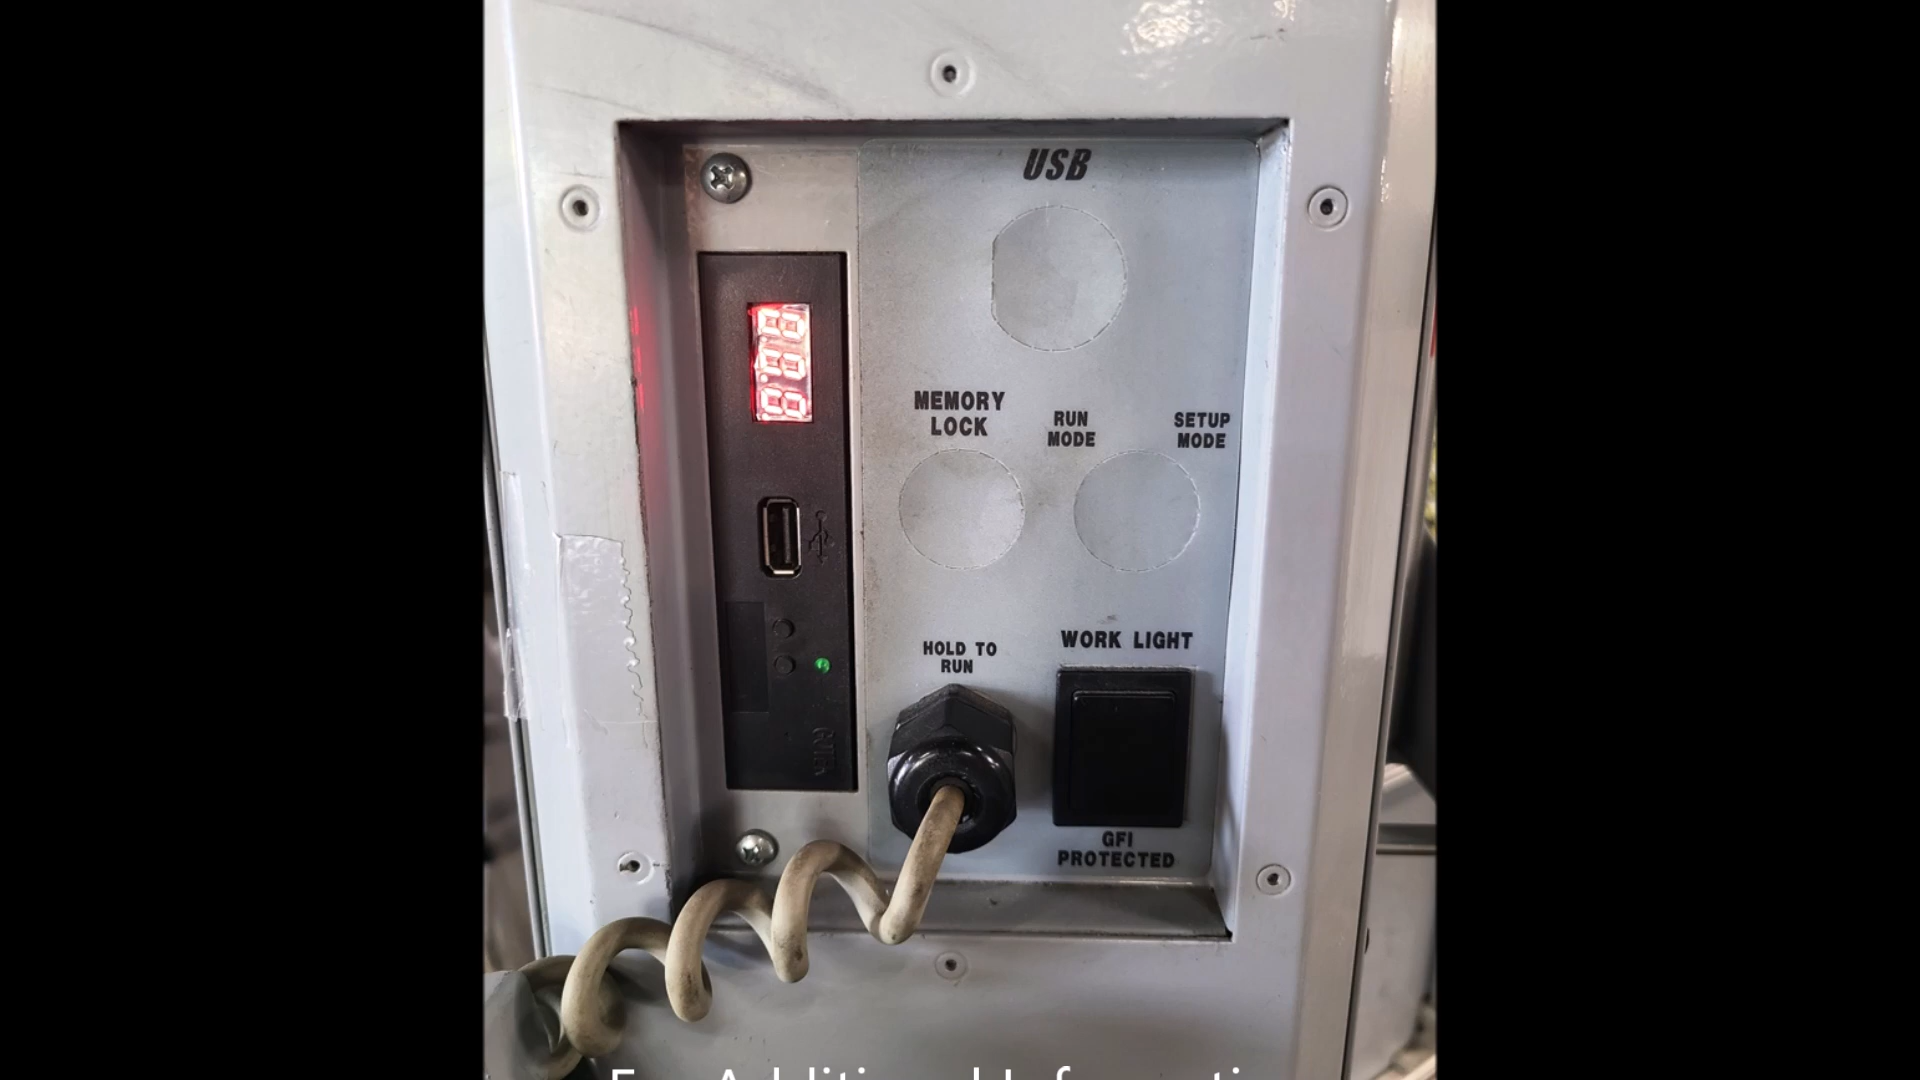 USB
MEMORY
LOCK
RUN
MODE
SETUP
MODE
HOLD TO
RUN
WORK LIGHT
GFI
PROTECTED